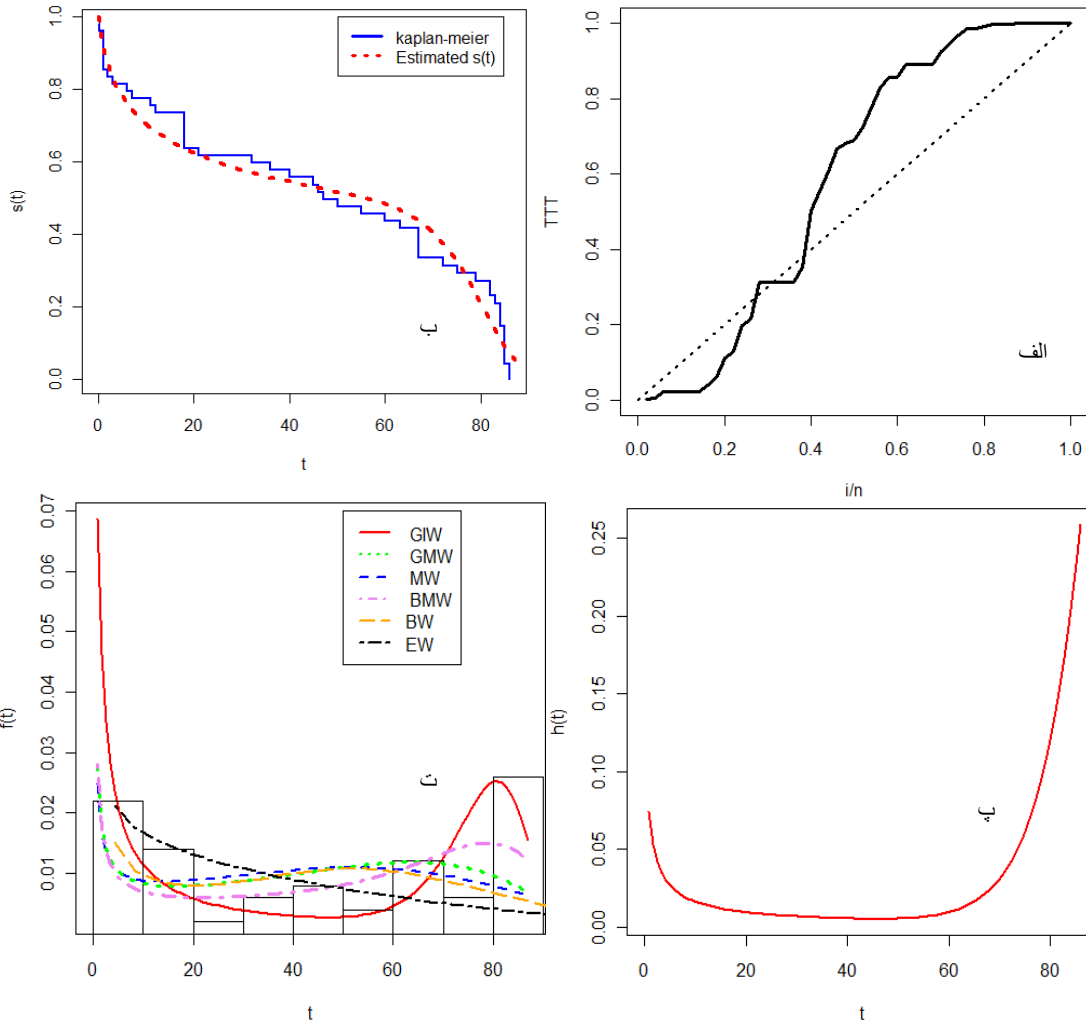 s(t)
1.0
0.8
0.6
0.4
0.2
0.0
kaplan-meier
Estimated s(t)
ب
0 20 40 60 80
t
TTT
1.0
0.8
0.6
0.4
0.2
0.0
الف
0.0 0.2 0.4 0.6 0.8 1.0
i/n
f(t)
0.07
0.06
0.05
0.04
0.03
0.02
0.01
GIW
GMW
MW
BMW
BW
EW
ت
0 20 40 60 80
t
h(t)
0.25
0.20
0.15
0.10
0.05
0.00
پ
0 20 40 60 80
t